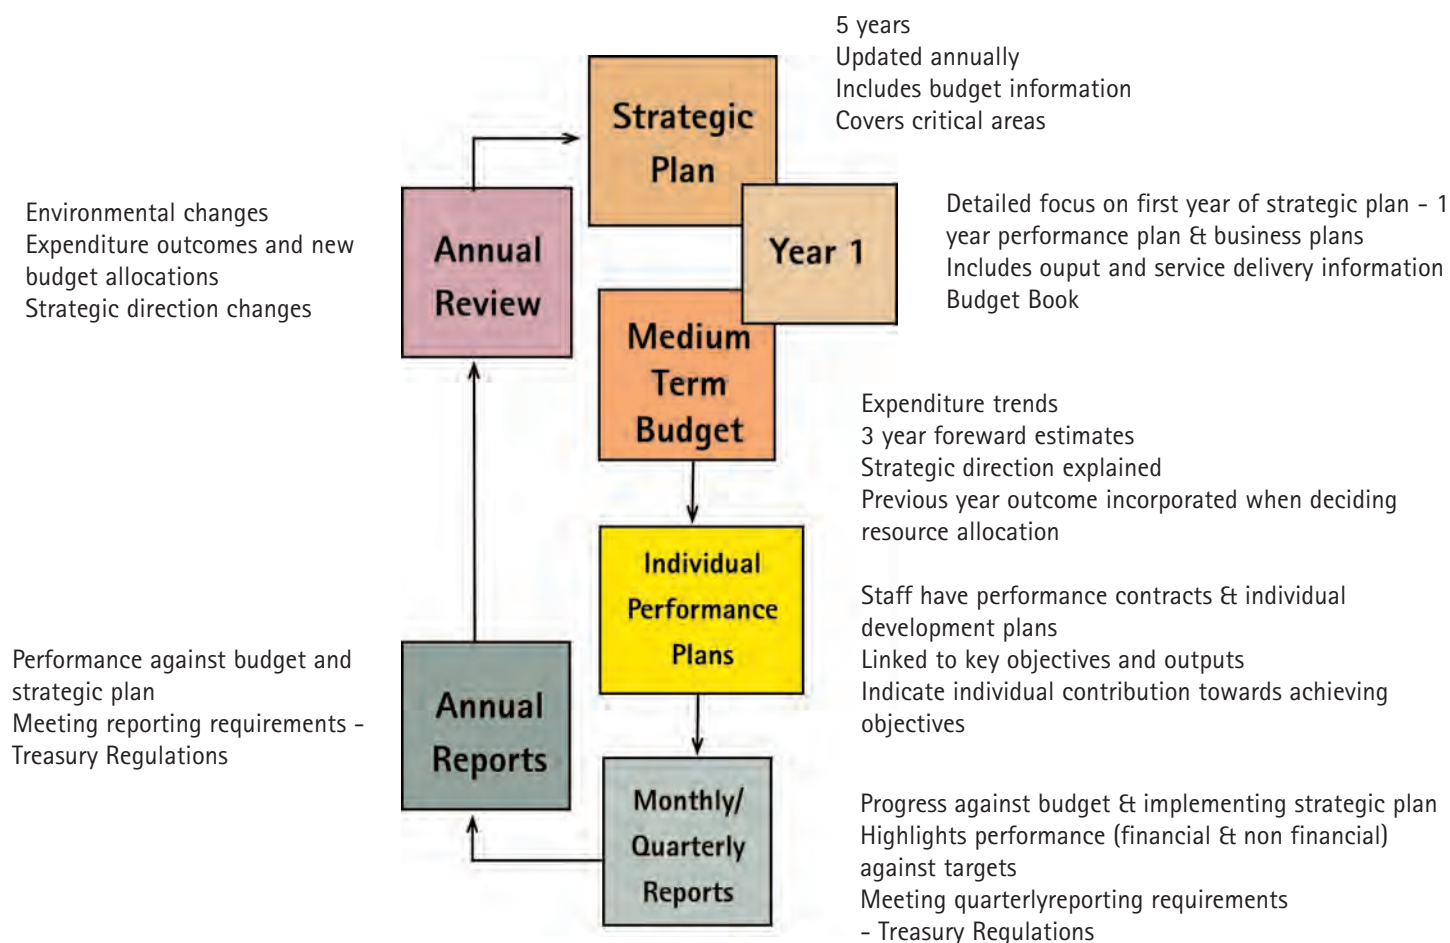 5 years
Updated annually
Includes budget information
Covers critical areas
Strategic
Plan
Environmental changes
Expenditure outcomes and new
budget allocations
Strategic direction changes
Annual
Review
Year 1
Detailed focus on first year of strategic plan - 1
year performance plan & business plans
Includes ouput and service delivery information
Budget Book
Medium
Term
Budget
Expenditure trends
3 year foreward estimates
Strategic direction explained
Previous year outcome incorporated when deciding
resource allocation
Individual
Performance
Plans
Staff have performance contracts & individual
development plans
Linked to key objectives and outputs
Indicate individual contribution towards achieving
objectives
Performance against budget and
strategic plan
Meeting reporting requirements -
Treasury Regulations
Annual
Reports
Monthly/
Quarterly
Reports
Progress against budget & implementing strategic plan
Highlights performance (financial & non financial)
against targets
Meeting quarterlyreporting requirements
- Treasury Regulations